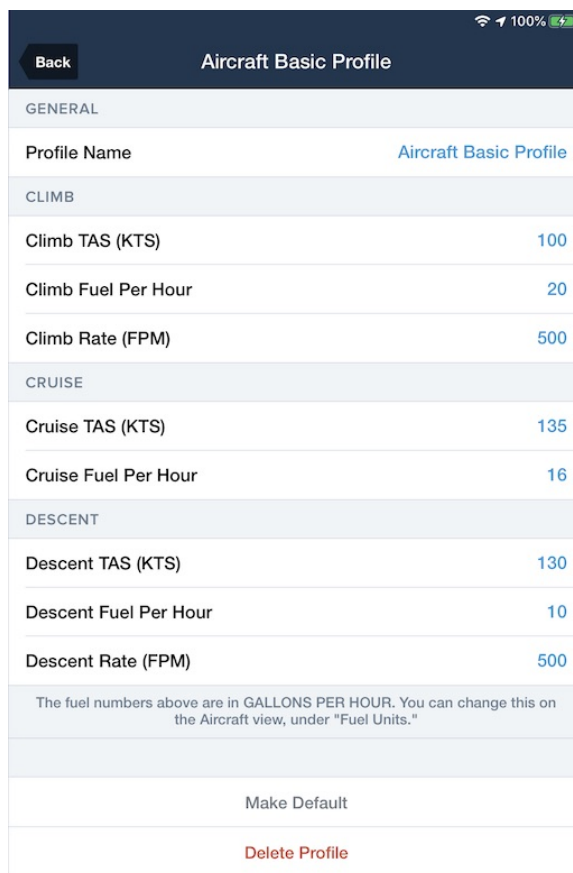 100%
Back
Aircraft Basic Profile
GENERAL
Profile Name Aircraft Basic Profile
CLIMB
Climb TAS (KTS) 100
Climb Fuel Per Hour 20
Climb Rate (FPM) 500
CRUISE
Cruise TAS (KTS) 135
Cruise Fuel Per Hour 16
DESCENT
Descent TAS (KTS) 130
Descent Fuel Per Hour 10
Descent Rate (FPM) 500
The fuel numbers above are in GALLONS PER HOUR. You can change this on
the Aircraft view, under "Fuel Units."
Make Default
Delete Profile